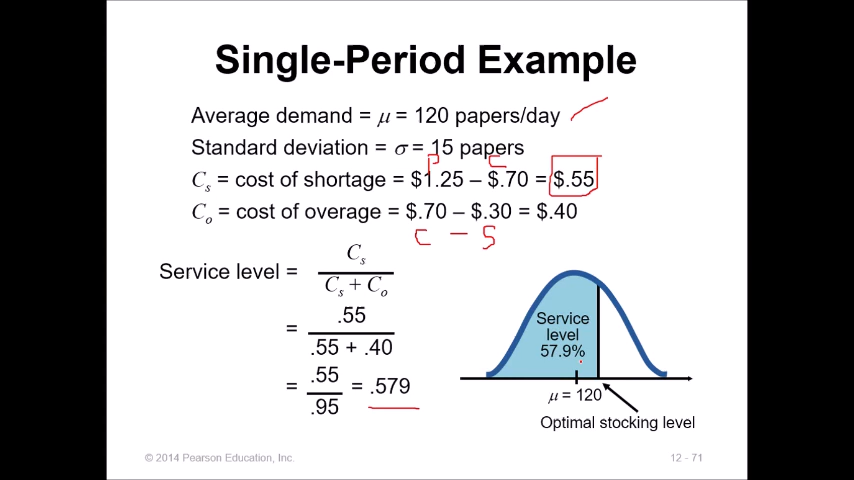 Single-Period Example
Average demand = μ = 120 papers/day
Standard deviation = σ = 15 papers
P C
Cs = cost of shortage = $1.25 – $.70 = $.55
Co = cost of overage = $.70 – $.30 = $.40
C – S
Service level = Cs / Cs + Co
= .55 / .55 + .40
= .55 / .95 = .579
Service
level
57.9%
μ = 120
Optimal stocking level
© 2014 Pearson Education, Inc.
12 - 71